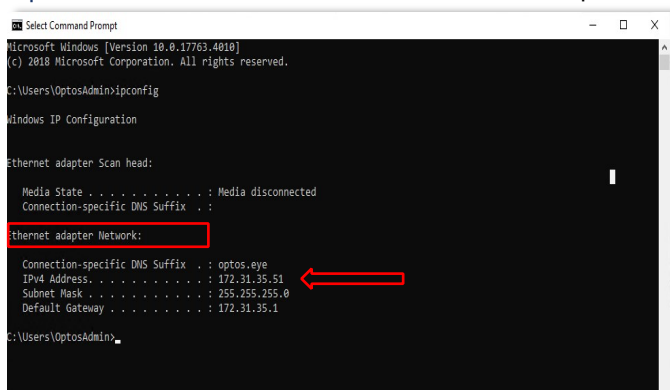 Select Command Prompt
Microsoft Windows [Version 10.0.17763.4010]
(c) 2018 Microsoft Corporation. All rights reserved.
C:\Users\OptosAdmin>ipconfig
Windows IP Configuration
Ethernet adapter Scan head:
Media State . . . . . . . . . . . : Media disconnected
Connection-specific DNS Suffix . :
Ethernet adapter Network:
Connection-specific DNS Suffix . : optos.eye
IPv4 Address. . . . . . . . . . . : 172.31.35.51
Subnet Mask . . . . . . . . . . . : 255.255.255.0
Default Gateway . . . . . . . . . : 172.31.35.1
C:\Users\OptosAdmin>